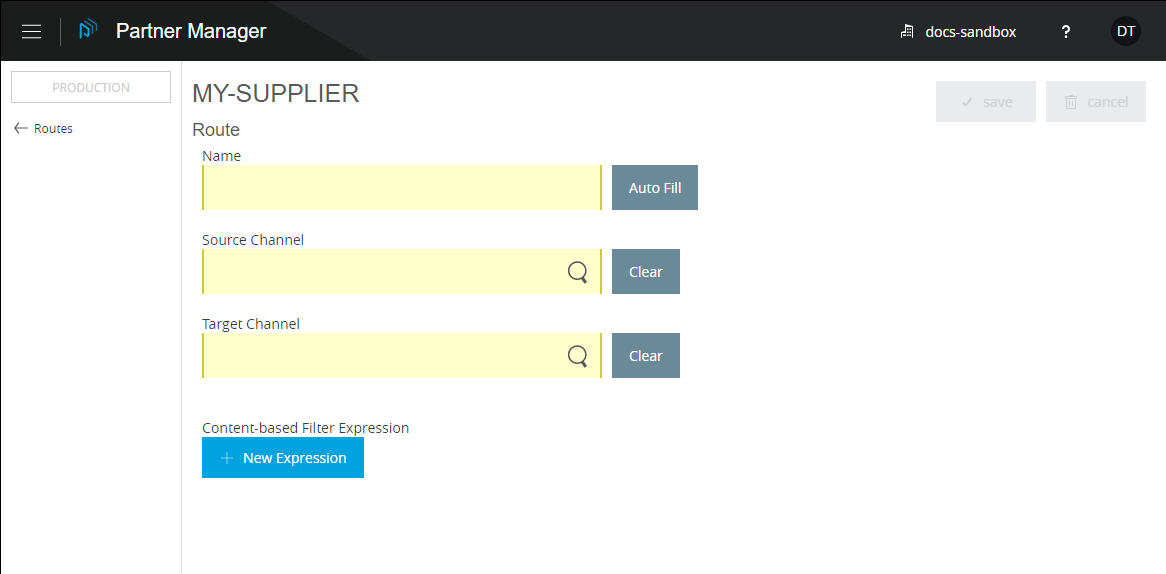 Partner Manager
docs-sandbox
?
DT
PRODUCTION
Routes
MY-SUPPLIER
save
cancel
Route
Name
Auto Fill
Source Channel
Clear
Target Channel
Clear
Content-based Filter Expression
New Expression